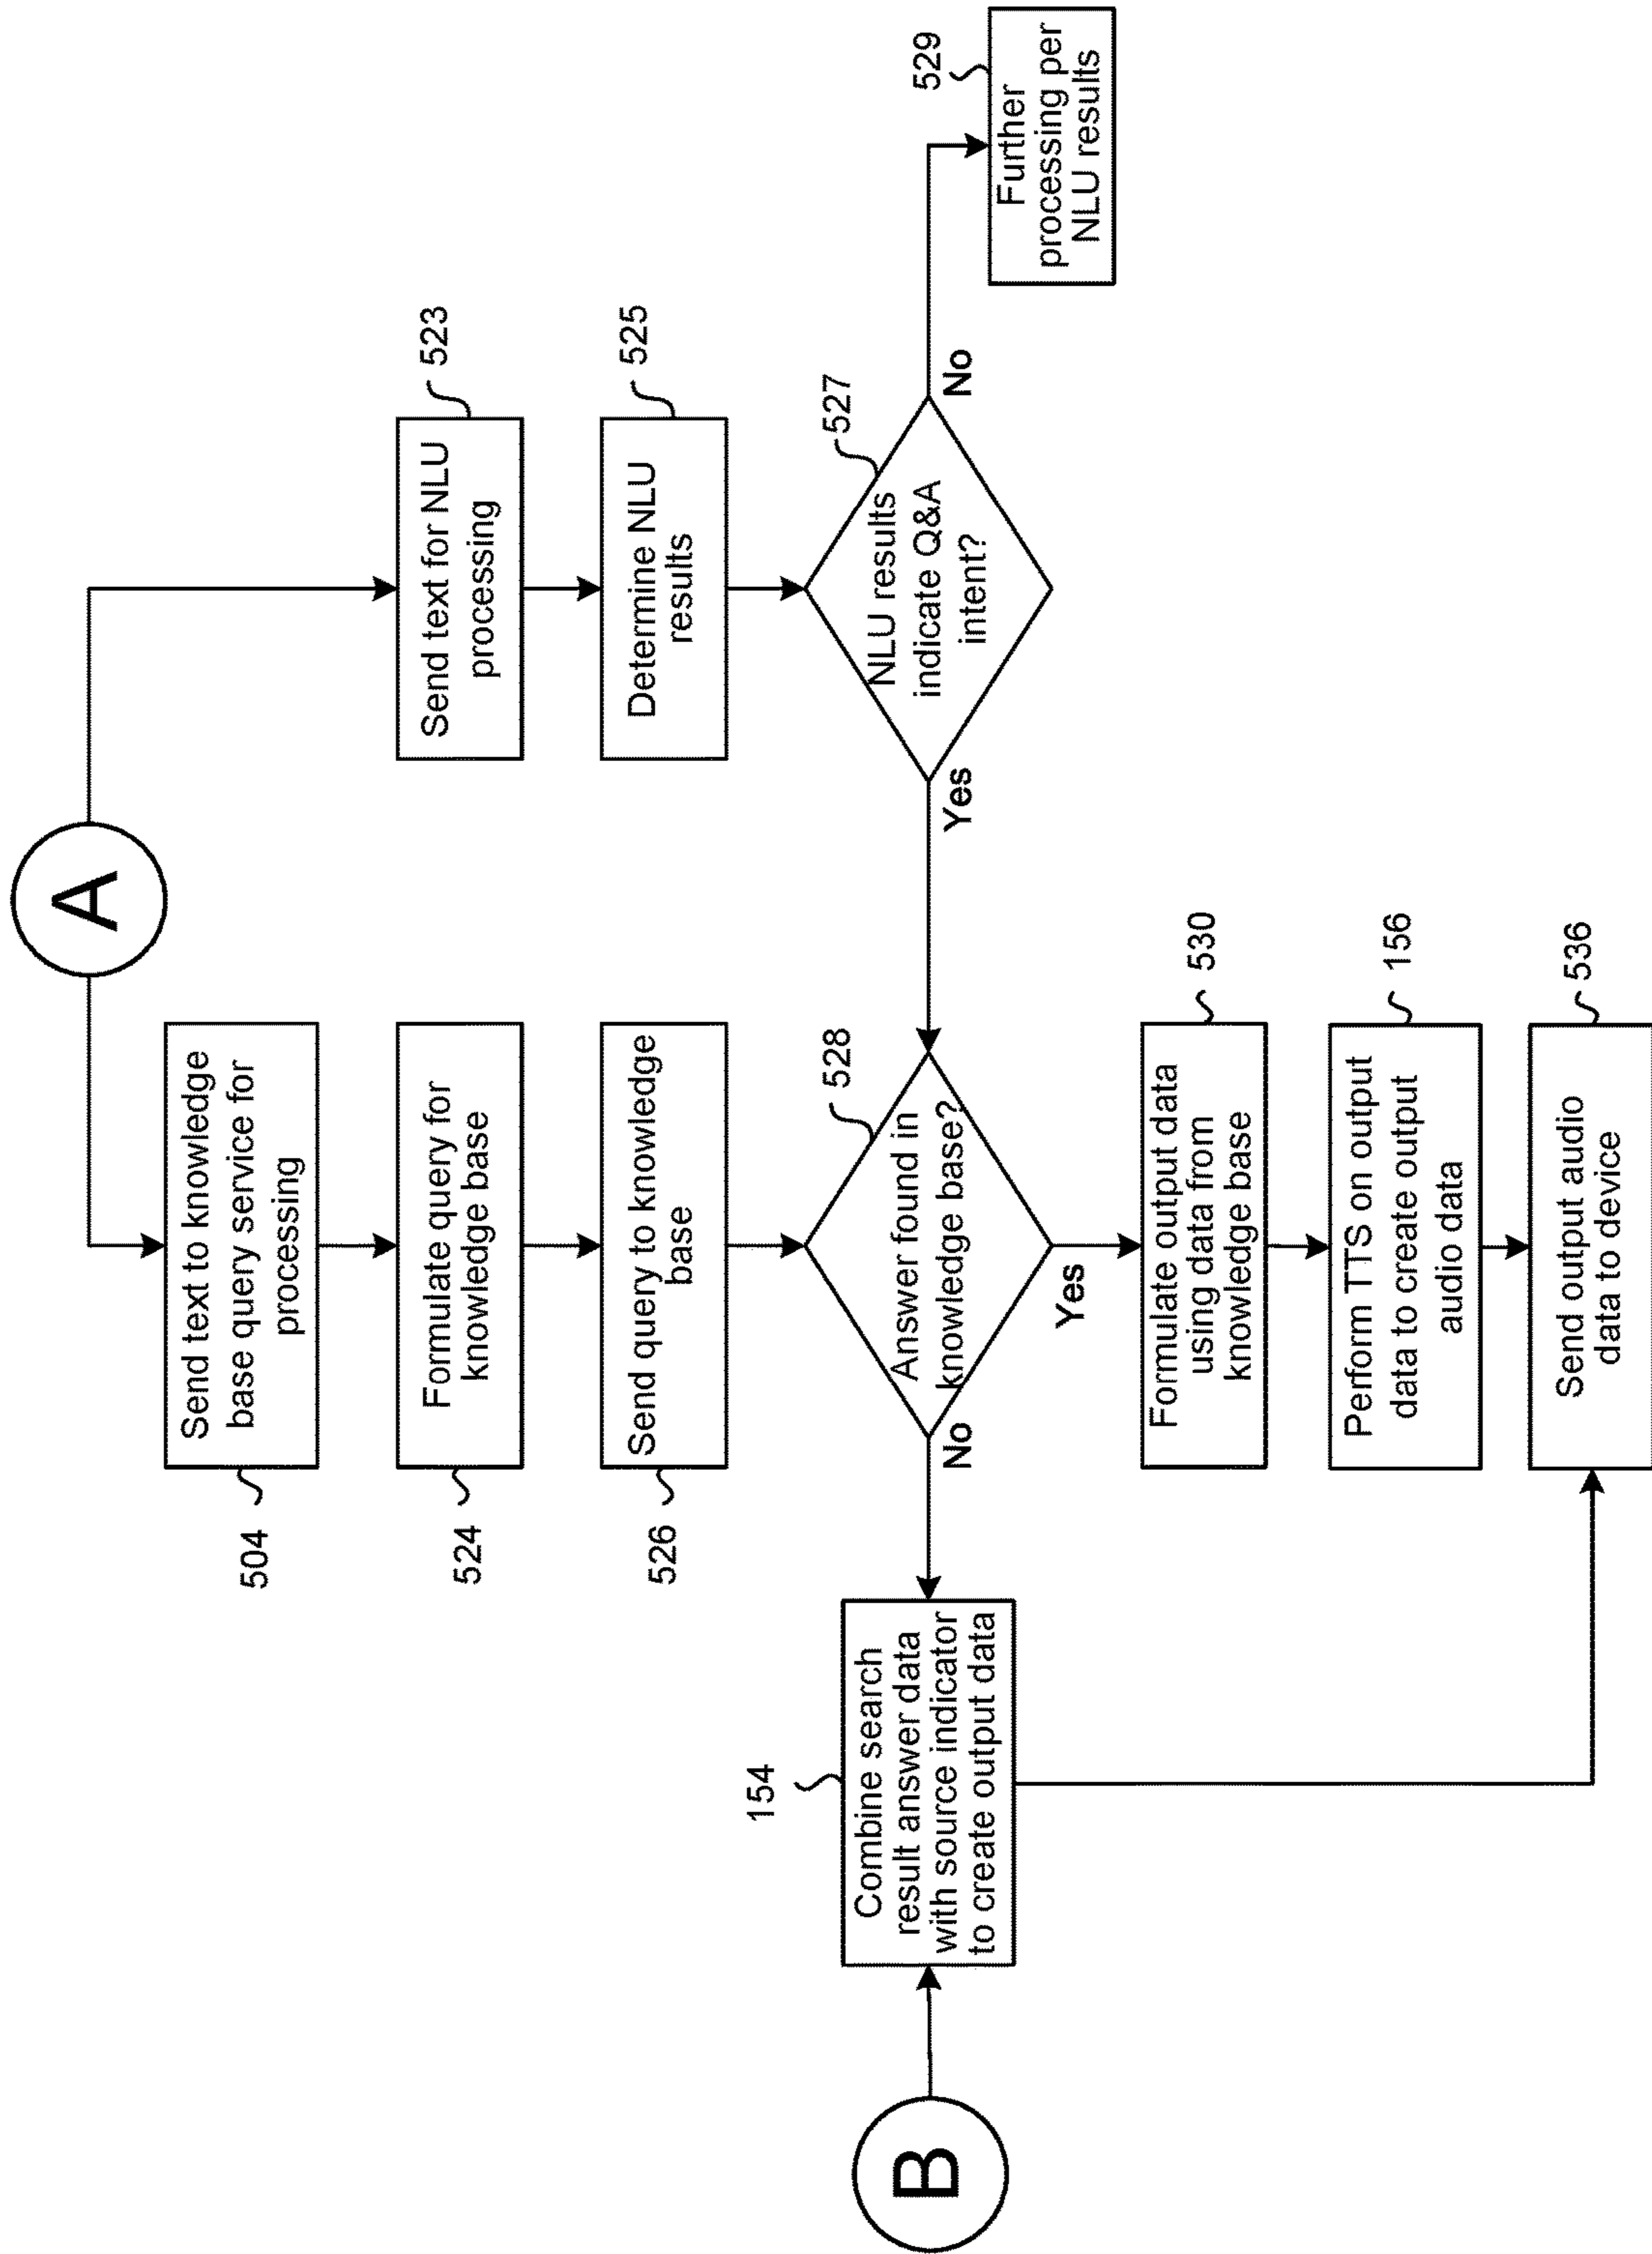 A
Send text to knowledge
base query service for
processing
504
Send text for NLU
processing
523
Formulate query for
knowledge base
524
Determine NLU
results
525
Send query to knowledge
base
526
NLU results
indicate Q&A
intent?
527
Yes
No
Further
processing per
NLU results
529
Answer found in
knowledge base?
528
No
Yes
B
Combine search
result answer data
with source indicator
to create output data
154
Formulate output data
using data from
knowledge base
530
Perform TTS on output
data to create output
audio data
156
Send output audio
data to device
536